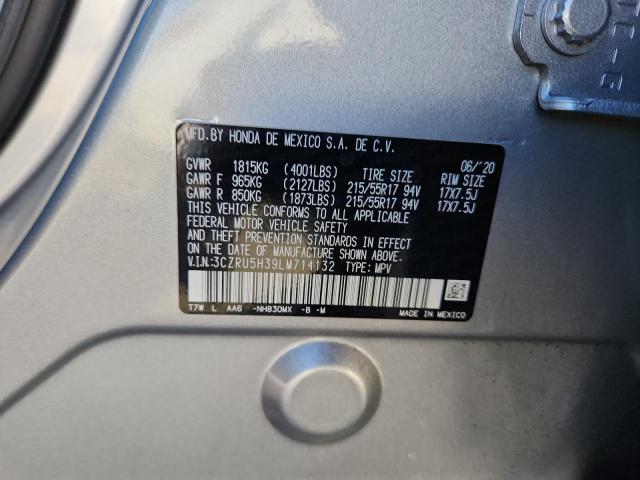 MFD.BY HONDA DE MEXICO S.A. DE C.V.
06/'20
GVWR 1815KG (4001LBS) TIRE SIZE RIM SIZE
GAWR F 965KG (2127LBS) 215/55R17 94V 17X7.5J
GAWR R 850KG (1873LBS) 215/55R17 94V 17X7.5J
THIS VEHICLE CONFORMS TO ALL APPLICABLE
FEDERAL MOTOR VEHICLE SAFETY
AND THEFT PREVENTION STANDARDS IN EFFECT
ON THE DATE OF MANUFACTURE SHOWN ABOVE.
V.I.N:3CZRU5H39LM714132 TYPE: MPV
T7W L AA6 -NH830MX -B -M MADE IN MEXICO